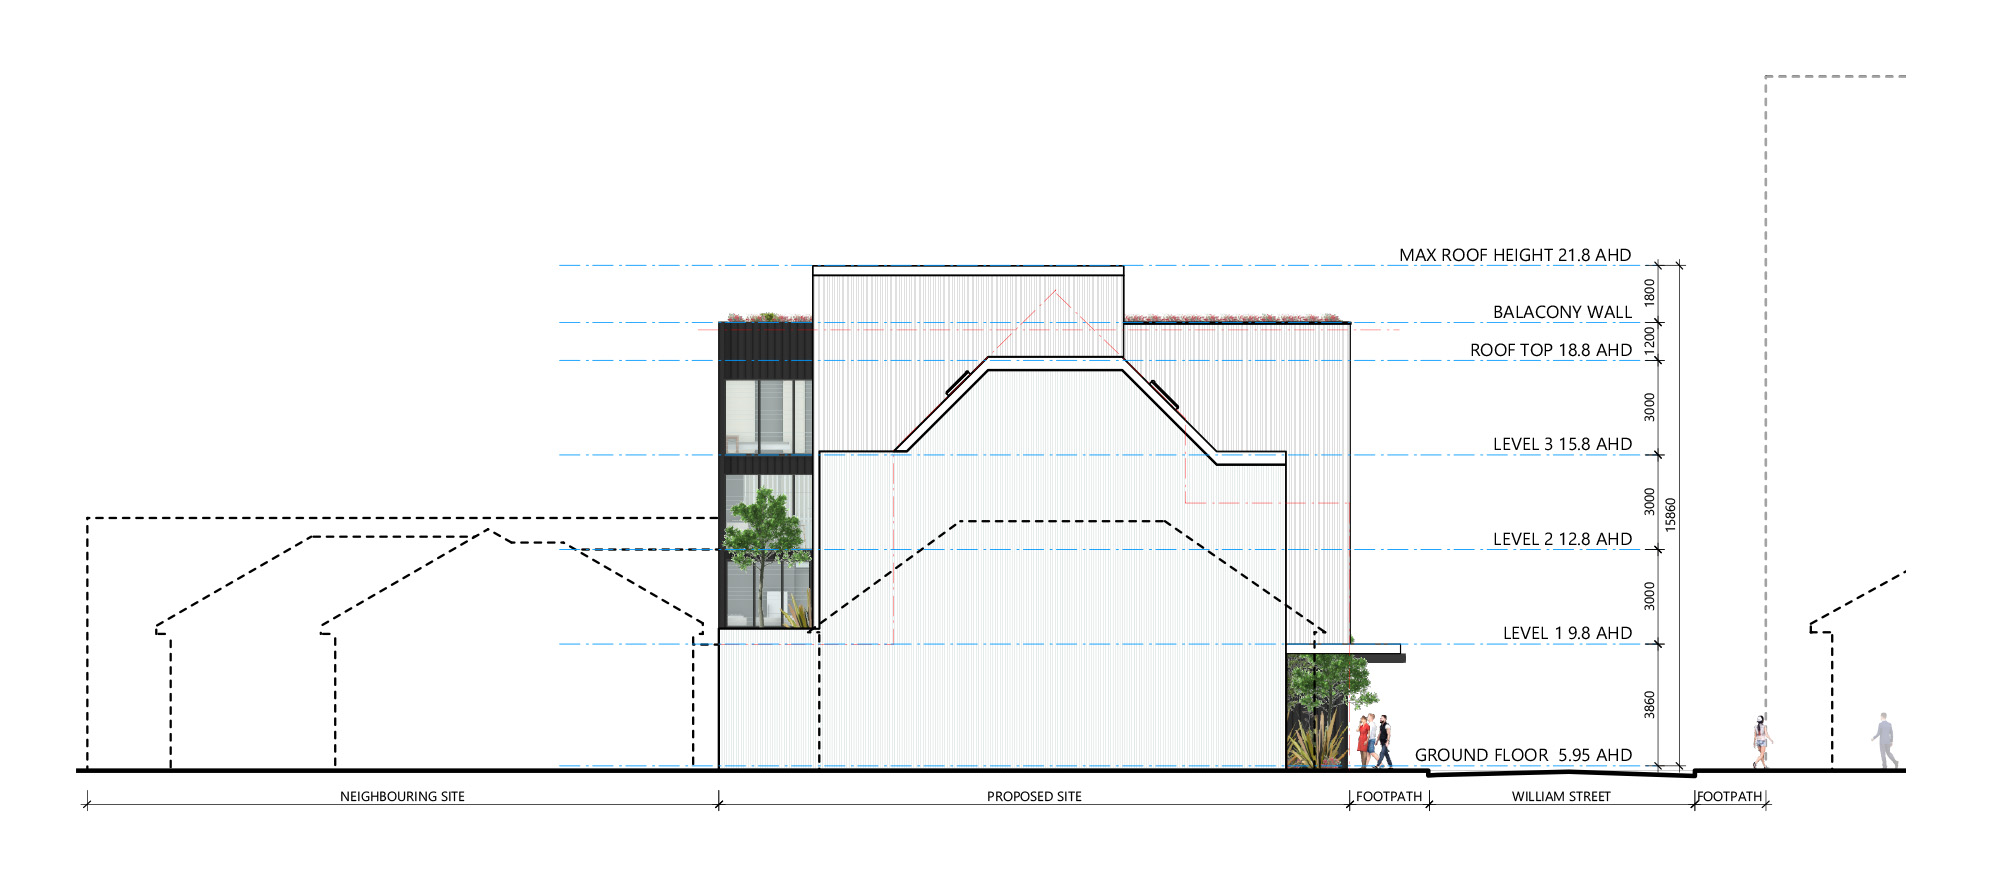 MAX ROOF HEIGHT 21.8 AHD
1800
BALACONY WALL
1200
ROOF TOP 18.8 AHD
3000
LEVEL 3 15.8 AHD
3000
15860
LEVEL 2 12.8 AHD
3000
LEVEL 1 9.8 AHD
3860
GROUND FLOOR 5.95 AHD
NEIGHBOURING SITE
PROPOSED SITE
FOOTPATH
WILLIAM STREET
FOOTPATH